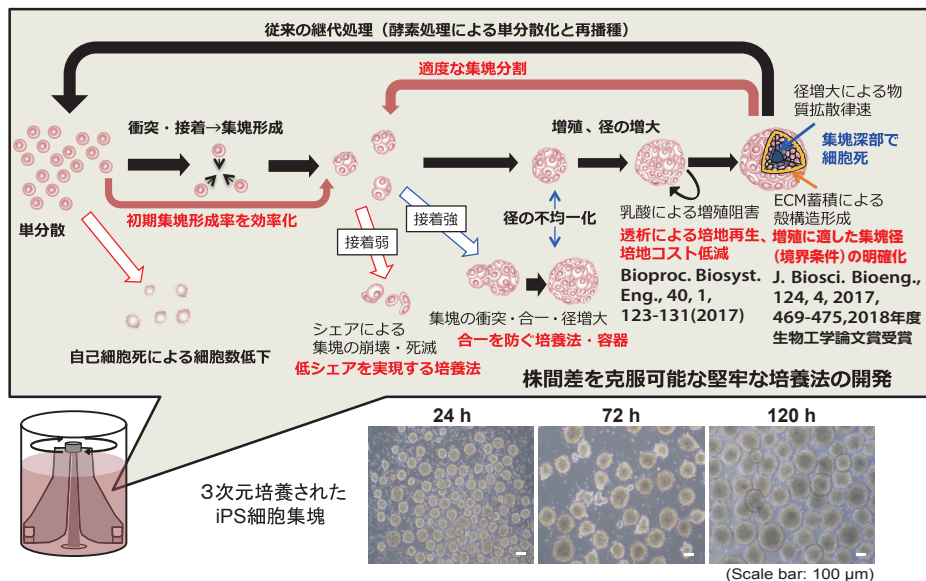 従来の継代処理（酵素処理による単分散化と再播種）
適度な集塊分割
径増大による物
質拡散律速
衝突・接着→集塊形成
増殖、径の増大
集塊深部で
細胞死
単分散
初期集塊形成率を効率化
接着弱
接着強
径の不均一化
乳酸による増殖阻害
透析による培地再生、
培地コスト低減
Bioproc. Biosyst.
Eng., 40, 1,
123-131(2017)
ECM蓄積による
殻構造形成
増殖に適した集塊径
（境界条件）の明確化
J. Biosci. Bioeng.,
124, 4, 2017,
469-475,2018年度
生物工学論文賞受賞
自己細胞死による細胞数低下
シェアによる
集塊の崩壊・死滅
低シェアを実現する培養法
集塊の衝突・合一・径増大
合一を防ぐ培養法・容器
株間差を克服可能な堅牢な培養法の開発
24 h
72 h
120 h
３次元培養された
iPS細胞集塊
(Scale bar: 100 μm)